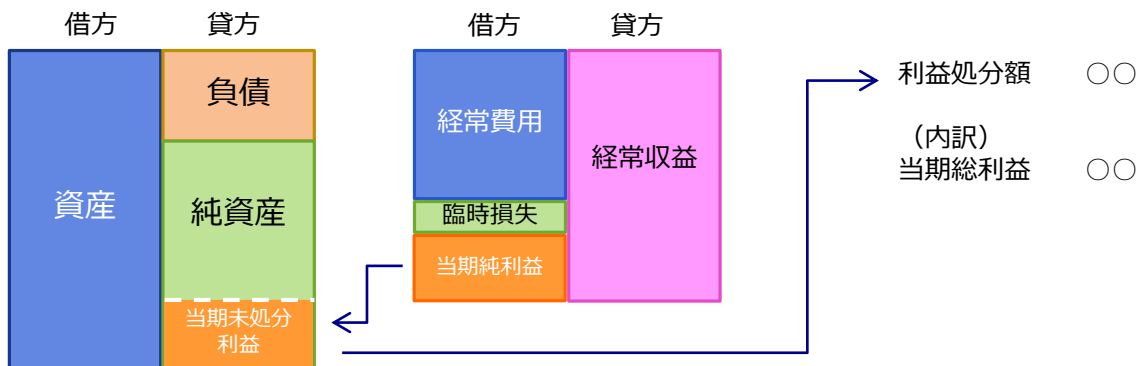 借方 貸方
資産
負債
純資産
当期未処分
利益
借方 貸方
経常費用
臨時損失
当期純利益
経常収益
利益処分額 ○○
（内訳）
当期総利益 ○○